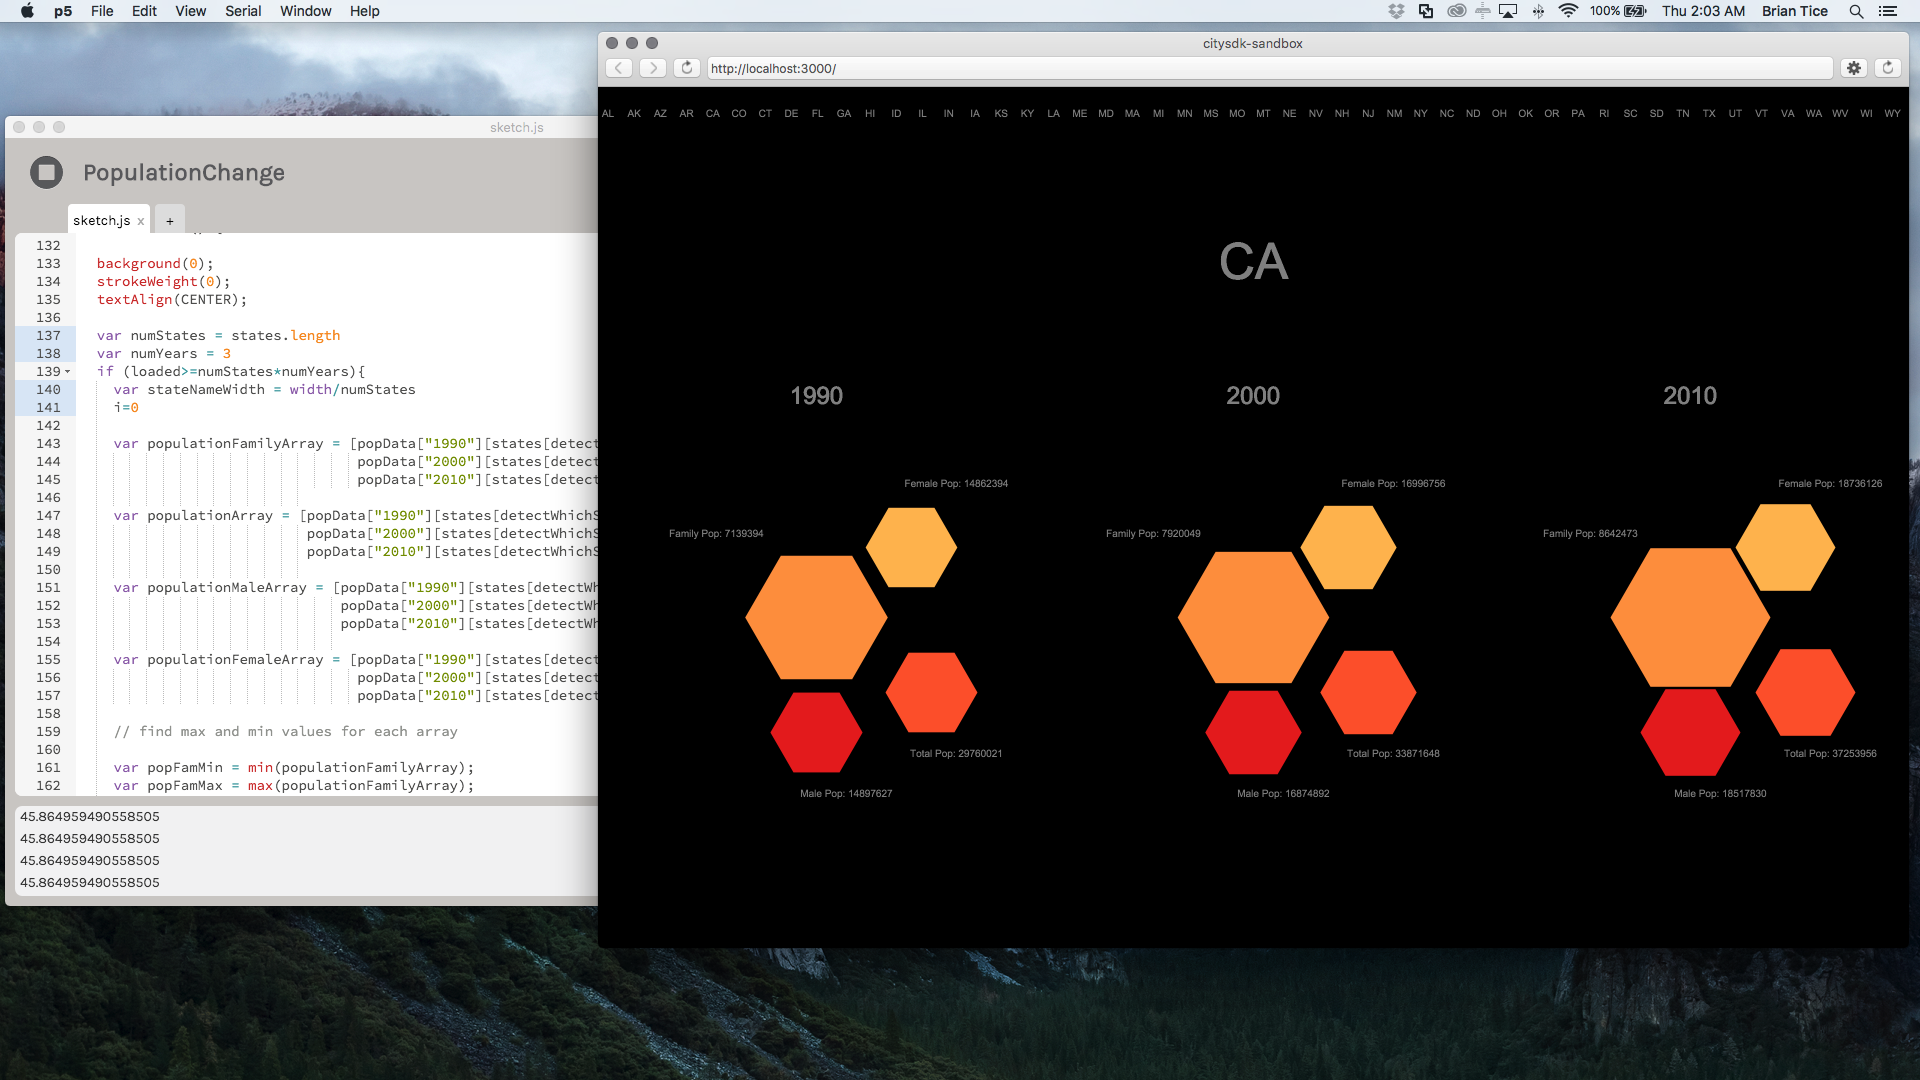 p5 File Edit View Serial Window Help
100% Thu 2:03 AM Brian Tice
sketch.js
PopulationChange
sketch.js x +
132
133 background(0);
134 strokeWeight(0);
135 textAlign(CENTER);
136
137 var numStates = states.length
138 var numYears = 3
139 if (loaded>=numStates*numYears){
140 var stateNameWidth = width/numStates
141 i=0
142
143 var populationFamilyArray = [popData["1990"][states[detect
144 popData["2000"][states[detect
145 popData["2010"][states[detect
146
147 var populationArray = [popData["1990"][states[detectWhichS
148 popData["2000"][states[detectWhichS
149 popData["2010"][states[detectWhichS
150
151 var populationMaleArray = [popData["1990"][states[detectWh
152 popData["2000"][states[detectWh
153 popData["2010"][states[detectWh
154
155 var populationFemaleArray = [popData["1990"][states[detect
156 popData["2000"][states[detect
157 popData["2010"][states[detect
158
159 // find max and min values for each array
160
161 var popFamMin = min(populationFamilyArray);
162 var popFamMax = max(populationFamilyArray);
45.864959490558505
45.864959490558505
45.864959490558505
45.864959490558505
citysdk-sandbox
http://localhost:3000/
AL AK AZ AR CA CO CT DE FL GA HI ID IL IN IA KS KY LA ME MD MA MI MN MS MO MT NE NV NH NJ NM NY NC ND OH OK OR PA RI SC SD TN TX UT VT VA WA WV WI WY
CA
1990
Female Pop: 14862394
Family Pop: 7139394
Total Pop: 29760021
Male Pop: 14897627
2000
Female Pop: 16996756
Family Pop: 7920049
Total Pop: 33871648
Male Pop: 16874892
2010
Female Pop: 18736126
Family Pop: 8642473
Total Pop: 37253956
Male Pop: 18517830